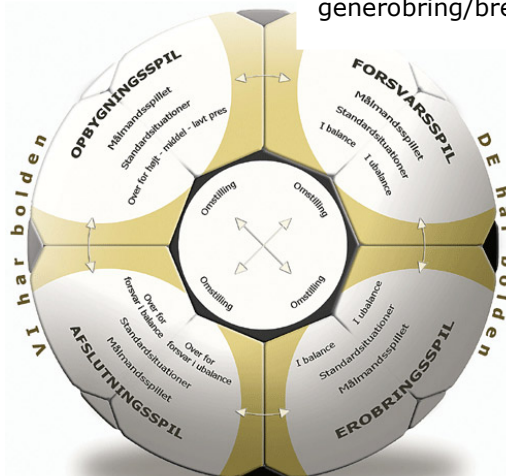 generobring/bre
VI har bolden
OPBYGNINGSSPIL
Målmandsspillet
Standardsituationer
Over for højt - middel - lavt pres
FORSVARSSPIL
Målmandsspillet
Standardsituationer
I balance
I ubalance
DE har bolden
Omstilling
Omstilling
Omstilling
Omstilling
Over for
forsvar i balance
Over for
forsvar i ubalance
Standardsituationer
Målmandsspillet
AFSLUTNINGSSPIL
I balance
I ubalance
Standardsituationer
Målmandsspillet
EROBRINGSSPIL